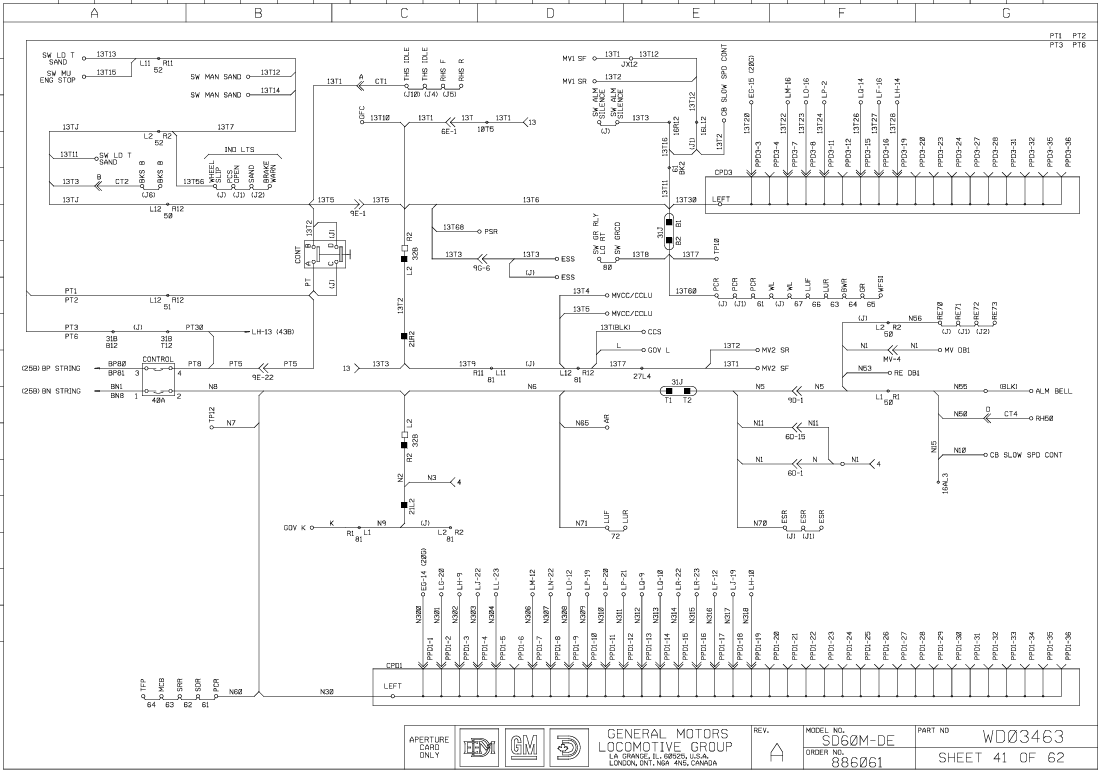 A B C D E F G
PT1 PT2
PT3 PT6
SW LD T
SAND
13T13
L11 R11
52
SW MU
ENG STOP
13T15
SW MAN SAND
13T12
SW MAN SAND
13T14
A
13T1
CT1
THS IDLE
(J10)
THS IDLE
(J4)
RHS F
(J5)
RHS R
GFC
13T10
13T1
6E-1
13T
10T5
13T1
13
MV1 SF
13T1
JX12
13T12
MV1 SR
13T2
SW ALM
SILENCE
SW ALM
SILENCE
(J)
13T3
16R12
13T12
16L12
(J1)
13T2
CB SLOW SPD CONT
13T16
61
BK2
13T11
13TJ
L2 R2
52
13T7
13T11
SW LD T
SAND
IND LTS
13T3
B
CT2
BKS B
BKS B
(J6)
13T56
WHEEL
SLIP
PCS
OPEN
SAND
BRAKE
WARN
(J)
(J1)
(J2)
13TJ
L12 R12
50
13T5
9E-1
13T5
13T6
13T30
EG-15 (20G)
LM-16
LO-16
LP-2
LQ-14
LF-16
LH-14
13T20
13T22
13T23
13T24
13T26
13T27
13T28
PPD3-3
PPD3-4
PPD3-7
PPD3-8
PPD3-11
PPD3-12
PPD3-15
PPD3-16
PPD3-19
PPD3-20
PPD3-23
PPD3-24
PPD3-27
PPD3-28
PPD3-31
PPD3-32
PPD3-35
PPD3-36
CPD3
LEFT
13T2
(J1)
CONT
B D
A C
PT
(J)
R2
32B
L2
13T2
21R2
13T68
PSR
13T3
9G-6
13T3
ESS
(J)
ESS
SW GR RLY
LO RT
SW GRCD
80
13T8
31J
B1
B2
13T7
TP10
13T60
PCR
PCR
WL
WL
LUF
LUR
BWR
GR
WFSI
(J)
(J1)
61
(J)
67
66
63
64
65
PT1
PT2
L12 R12
51
PT3
PT6
(J)
31B
B12
31B
T12
PT30
LH-13 (43B)
13T4
MVCC/CCLU
13T5
MVCC/CCLU
13T(BLK)
CCS
L
GOV L
(J)
N56
L2 R2
50
RE70
RE71
RE72
RE73
(J)
(J1)
(J2)
N1
MV-4
N1
MV DB1
N53
RE DB1
(25B) BP STRING
BP80
BP81
CONTROL
3 4
1 2
40A
PT8
PT5
9E-22
PT5
13
13T3
13T9
R11 L11
81
(J)
L12 R12
81
13T7
27L4
13T2
MV2 SR
13T1
MV2 SF
(25B) BN STRING
BN1
BN8
N8
N6
31J
T1 T2
N5
9D-1
N5
L1 R1
50
N55
(BLK)
ALM BELL
TP12
N7
L2
32B
R2
N2
N3
4
21L2
GOV K
K
R1 L1
81
N9
(J)
L2 R2
81
N65
AR
N71
LUF
LUR
72
N11
6D-15
N11
N1
6D-1
N
N1
4
N70
ESR
ESR
ESR
(J)
(J1)
N50
D
CT4
RH50
N15
N10
CB SLOW SPD CONT
16AL3
EG-14 (20G)
LG-20
LH-9
LJ-22
LL-23
LM-12
LN-22
LO-12
LP-19
LP-20
LP-21
LQ-9
LQ-10
LR-22
LR-23
LF-12
LJ-19
LH-10
N300
N301
N302
N303
N304
N306
N307
N308
N309
N310
N311
N312
N313
N314
N315
N316
N317
N318
PPD1-1
PPD1-2
PPD1-3
PPD1-4
PPD1-5
PPD1-6
PPD1-7
PPD1-8
PPD1-9
PPD1-10
PPD1-11
PPD1-12
PPD1-13
PPD1-14
PPD1-15
PPD1-16
PPD1-17
PPD1-18
PPD1-19
PPD1-20
PPD1-21
PPD1-22
PPD1-23
PPD1-24
PPD1-25
PPD1-26
PPD1-27
PPD1-28
PPD1-29
PPD1-30
PPD1-31
PPD1-32
PPD1-33
PPD1-34
PPD1-35
PPD1-36
CPD1
LEFT
TFP
MCB
SRR
SDR
PCR
64 63 62 61
N60
N30
APERTURE
CARD
ONLY
EM
GM
D
GENERAL MOTORS
LOCOMOTIVE GROUP
LA GRANGE, IL. 60525, U.S.A.
LONDON, ONT. N6A 4N5, CANADA
REV.
A
MODEL NO.
SD60M-DE
ORDER NO.
886061
PART NO
WD03463
SHEET 41 OF 62